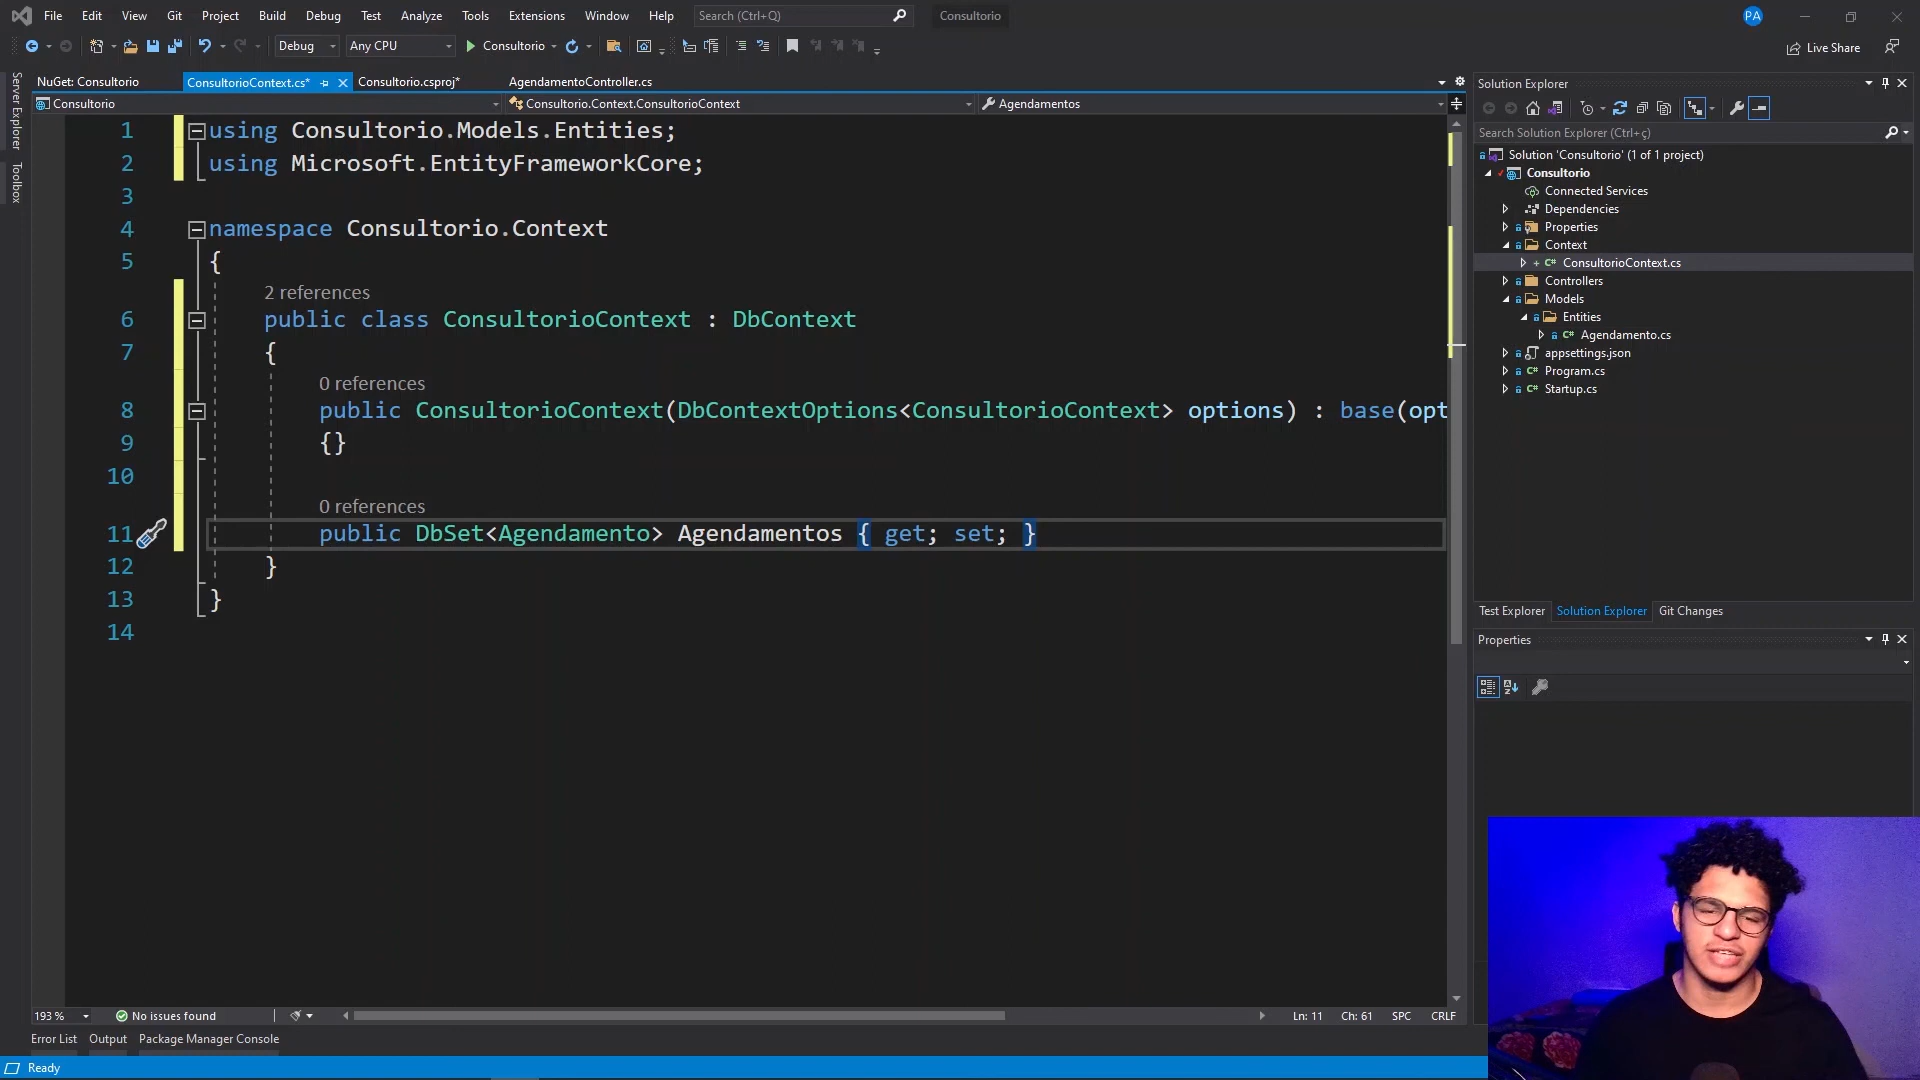 File Edit View Git Project Build Debug Test Analyze Tools Extensions Window Help Search (Ctrl+Q) Consultorio PA
Debug Any CPU Consultorio Live Share
NuGet: Consultorio ConsultorioContext.cs* Consultorio.csproj* AgendamentoController.cs
Consultorio Consultorio.Context.ConsultorioContext Agendamentos
Server Explorer
Toolbox
1 using Consultorio.Models.Entities;
2 using Microsoft.EntityFrameworkCore;
3
4 namespace Consultorio.Context
5 {
2 references
6 public class ConsultorioContext : DbContext
7 {
0 references
8 public ConsultorioContext(DbContextOptions<ConsultorioContext> options) : base(opt
9 {}
10
0 references
11 public DbSet<Agendamento> Agendamentos { get; set; }
12 }
13 }
14
193 % No issues found Ln: 11 Ch: 61 SPC CRLF
Error List Output Package Manager Console
Ready
Solution Explorer
Search Solution Explorer (Ctrl+ç)
Solution 'Consultorio' (1 of 1 project)
Consultorio
Connected Services
Dependencies
Properties
Context
C# ConsultorioContext.cs
Controllers
Models
Entities
C# Agendamento.cs
appsettings.json
C# Program.cs
C# Startup.cs
Test Explorer Solution Explorer Git Changes
Properties